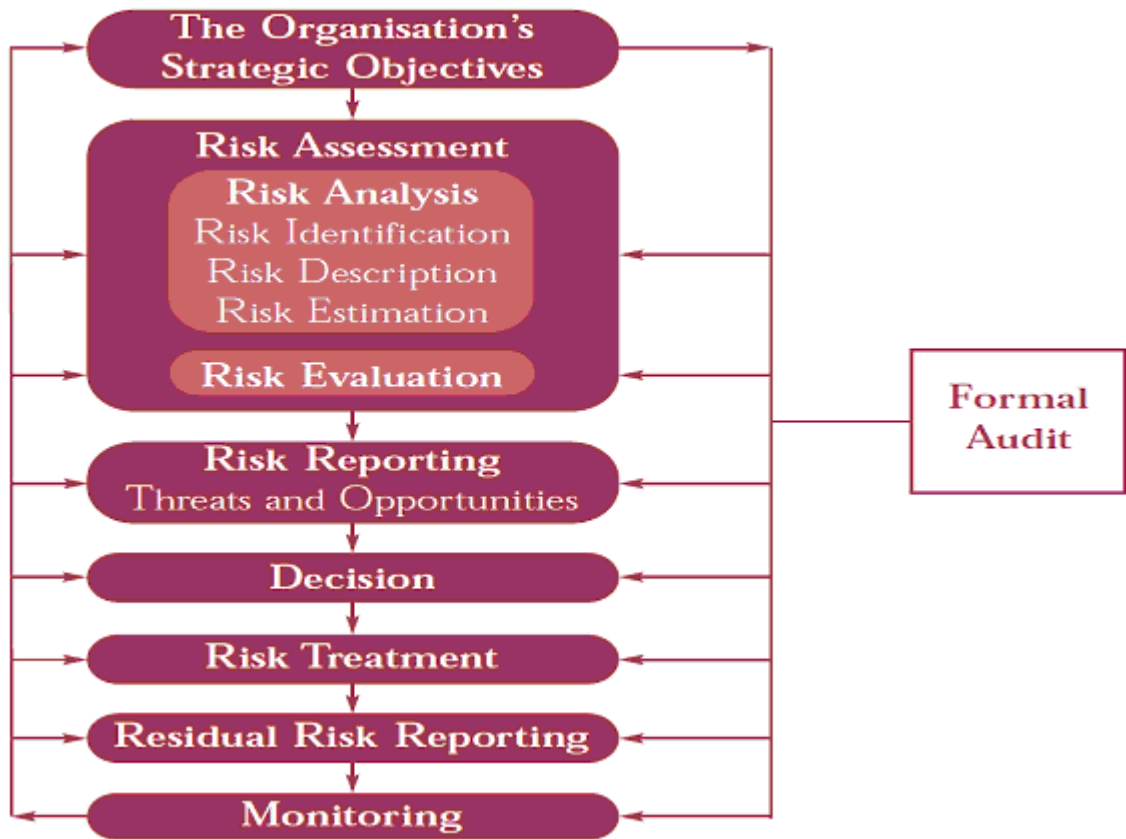 The Organisation's
Strategic Objectives
Risk Assessment
Risk Analysis
Risk Identification
Risk Description
Risk Estimation
Risk Evaluation
Risk Reporting
Threats and Opportunities
Decision
Risk Treatment
Residual Risk Reporting
Monitoring
Formal
Audit